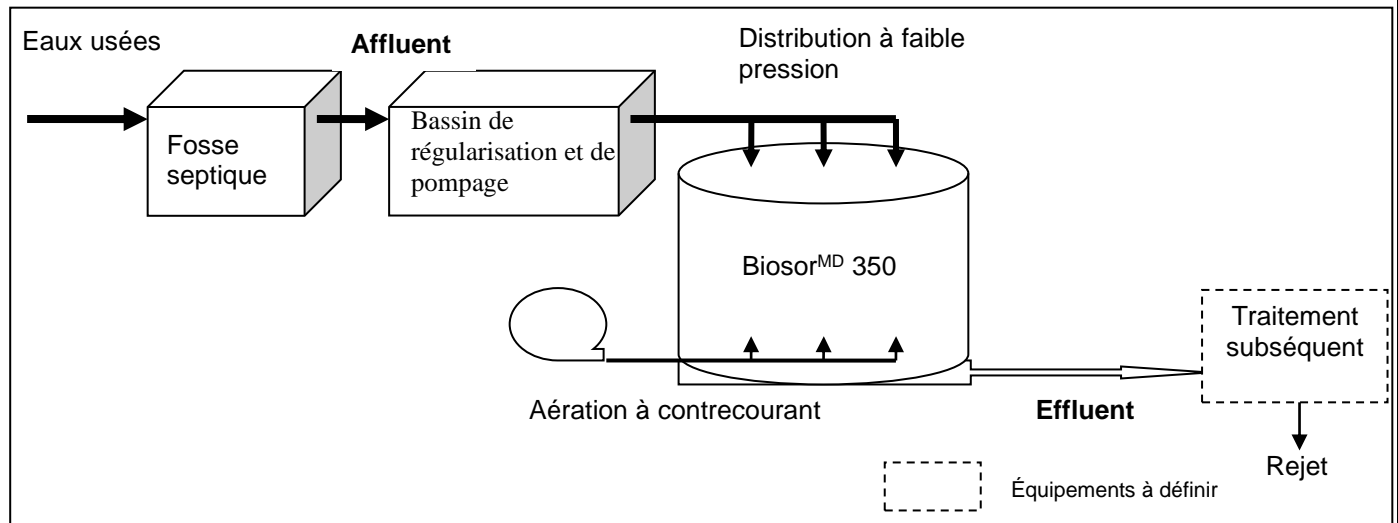 Eaux usées
Affluent
Distribution à faible
pression
Fosse
septique
Bassin de
régularisation et de
pompage
Biosorᴹᴰ 350
Traitement
subséquent
Aération à contrecourant
Effluent
Rejet
Équipements à définir